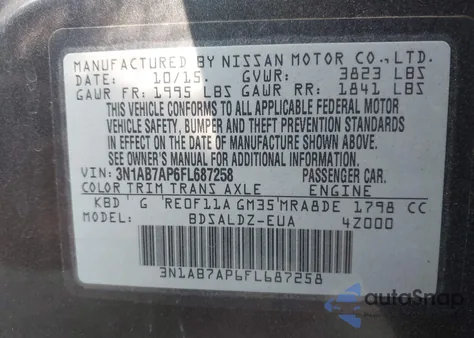 MANUFACTURED BY NISSAN MOTOR CO.,LTD.
DATE: 10/15. GVWR: 3823 LBS
GAWR FR: 1995 LBS GAWR RR: 1841 LBS
THIS VEHICLE CONFORMS TO ALL APPLICABLE FEDERAL MOTOR
VEHICLE SAFETY, BUMPER AND THEFT PREVENTION STANDARDS
IN EFFECT ON THE DATE OF MANUFACTURE SHOWN ABOVE.
SEE OWNER'S MANUAL FOR ADDITIONAL INFORMATION.
VIN: 3N1AB7AP6FL687258 PASSENGER CAR.
COLOR TRIM TRANS AXLE ENGINE
KBD G RE0F11A GM35 MRA8DE 1798 CC
MODEL: BDSALDZ-EUA 4Z000
3N1AB7AP6FL687258
autoSnap